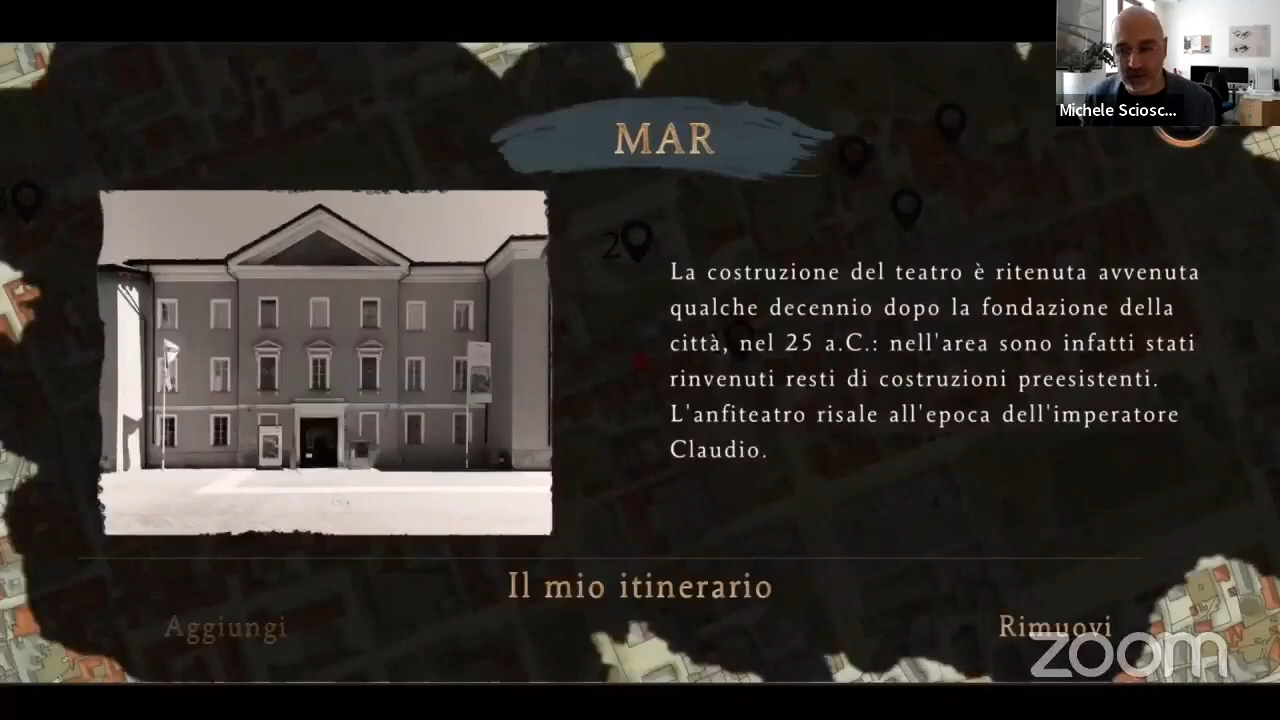 Michele Sciosc...
MAR
2
La costruzione del teatro è ritenuta avvenuta
qualche decennio dopo la fondazione della
città, nel 25 a.C.: nell'area sono infatti stati
rinvenuti resti di costruzioni preesistenti.
L'anfiteatro risale all'epoca dell'imperatore
Claudio.
Il mio itinerario
Aggiungi
Rimuovi
zoom